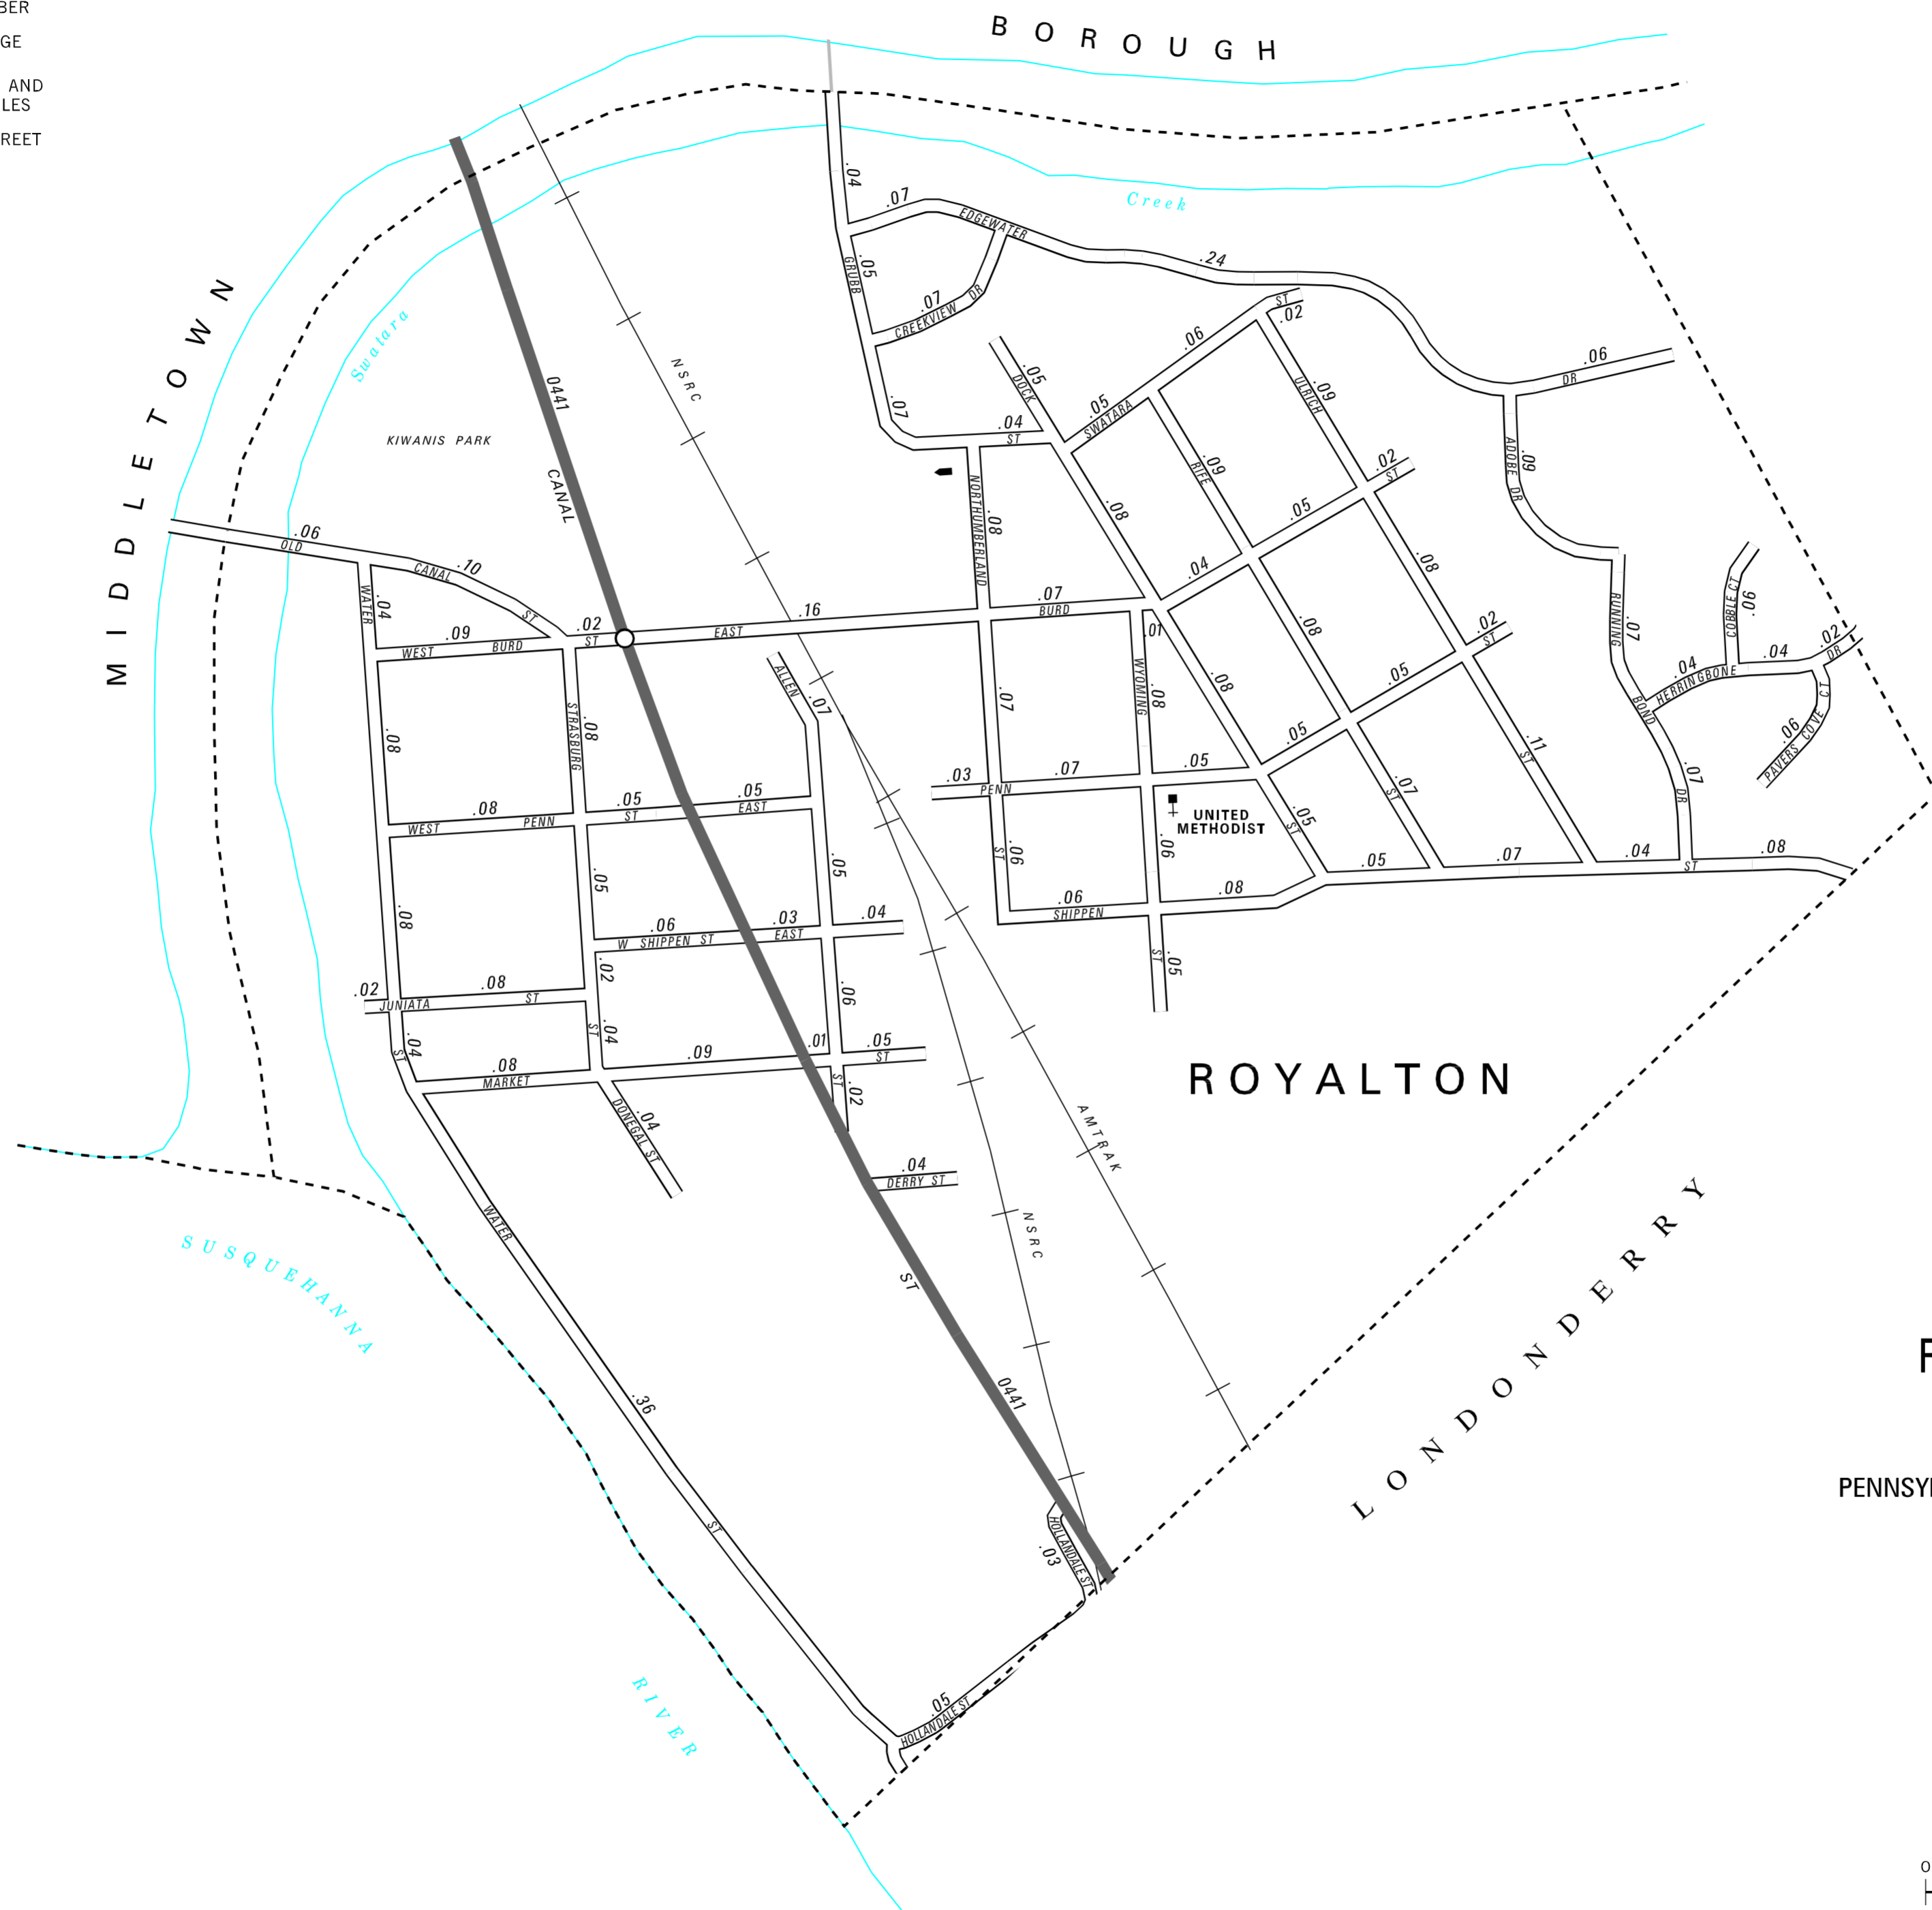 BER
GE
AND
LES
REET
BOROUGH
MIDLETOWN
Swatara
Creek
KIWANIS PARK
0441
CANAL
NSRC
.04
.07
EDGEWATER
.24
.05
GRUBB
.07
CREEKVIEW DR
.07
.04
ST
.05
DOCK
.05
SWATARA
.06
ST
.02
.09
ULRICH
.09
RIFE
.06
DR
.09
ADOBE DR
.02
ST
.05
.04
.08
.08
NORTHUMBERLAND
.06
OLD
.10
CANAL
ST
.04
WATER
.09
WEST BURD
.02
ST
.16
EAST
.07
BURD
.01
.08
.08
.08
.02
ST
.05
.05
.07
RUNNING
BOND
.07
DR
.06
COBBLE CT
.04
HERRINGBONE
.04
.02
DR
.06
PAVERS COVE CT
ALLEN
.07
.08
.08
STRASBURG
.07
.08
WYOMING
.11
ST
.07
ST
.08
WEST PENN
.05
ST
.05
EAST
.03
PENN
.07
.05
UNITED
METHODIST
.05
ST
.05
.07
.04
ST
.08
.06
ST
.06
.06
SHIPPEN
.08
.05
ST
.08
.05
.05
.06
W SHIPPEN ST
.03
EAST
.04
.02
JUNIATA
.08
ST
.02
.06
.04
ST
.04
ST
.08
MARKET
.09
.01
.05
ST
.02
ST
.04
DONEGAL ST
.04
DERRY ST
ROYALTON
AMTRAK
NSRC
LONDONDERRY
SUSQUEHANNA
WATER
.36
ST
ST
0441
PENNSY
HOLLANDALE ST
.03
.05
HOLLANDALE ST
RIVER